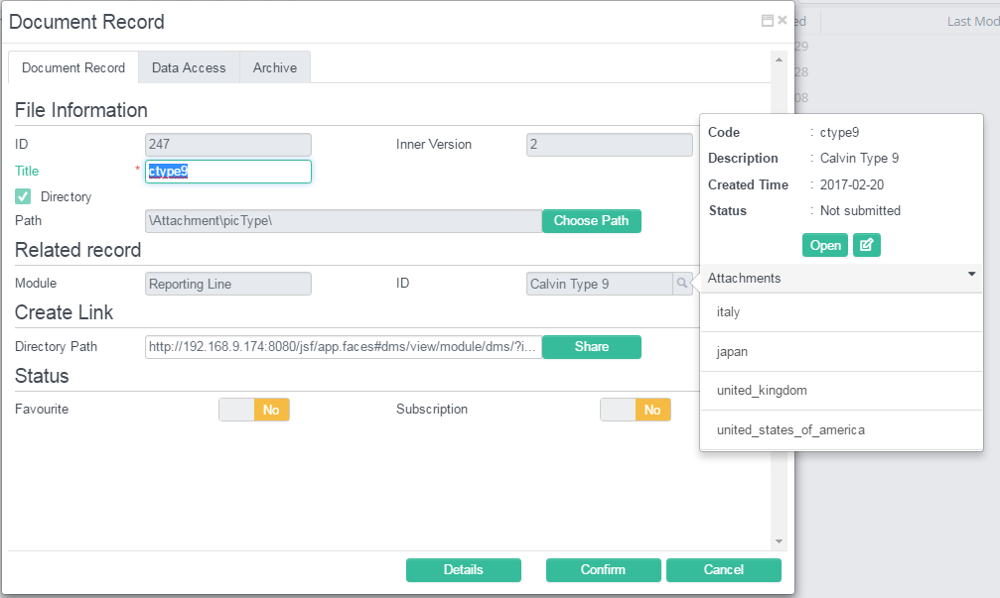 Document Record
ed
Last Mod
Document Record
Data Access
Archive
29
28
08
File Information
ID
247
Inner Version
2
Title
*
ctype9
Directory
Path
\Attachment\picType\
Choose Path
Related record
Module
Reporting Line
ID
Calvin Type 9
Create Link
Directory Path
http://192.168.9.174:8080/jsf/app.faces#dms/view/module/dms/?i...
Share
Status
Favourite
No
Subscription
No
Details
Confirm
Cancel
Code : ctype9
Description : Calvin Type 9
Created Time : 2017-02-20
Status : Not submitted
Open
Attachments
italy
japan
united_kingdom
united_states_of_america